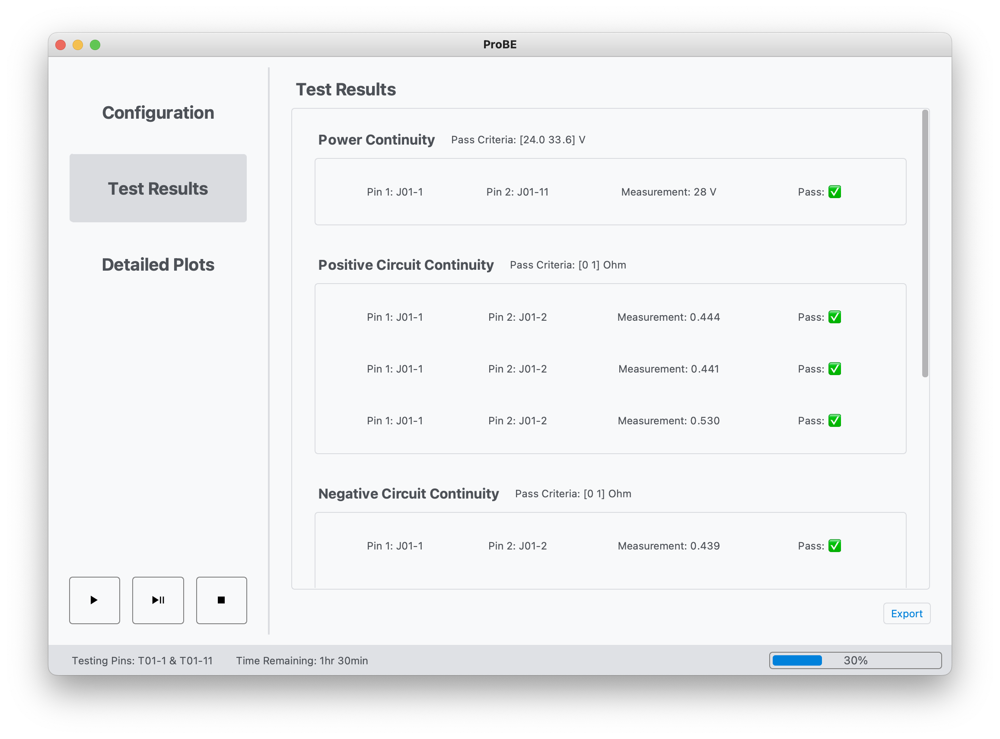 ProBE
Configuration
Test Results
Detailed Plots
Test Results
Power Continuity Pass Criteria: [24.0 33.6] V
Pin 1: J01-1 Pin 2: J01-11 Measurement: 28 V Pass: ✅
Positive Circuit Continuity Pass Criteria: [0 1] Ohm
Pin 1: J01-1 Pin 2: J01-2 Measurement: 0.444 Pass: ✅
Pin 1: J01-1 Pin 2: J01-2 Measurement: 0.441 Pass: ✅
Pin 1: J01-1 Pin 2: J01-2 Measurement: 0.530 Pass: ✅
Negative Circuit Continuity Pass Criteria: [0 1] Ohm
Pin 1: J01-1 Pin 2: J01-2 Measurement: 0.439 Pass: ✅
Export
Testing Pins: T01-1 & T01-11 Time Remaining: 1hr 30min 30%